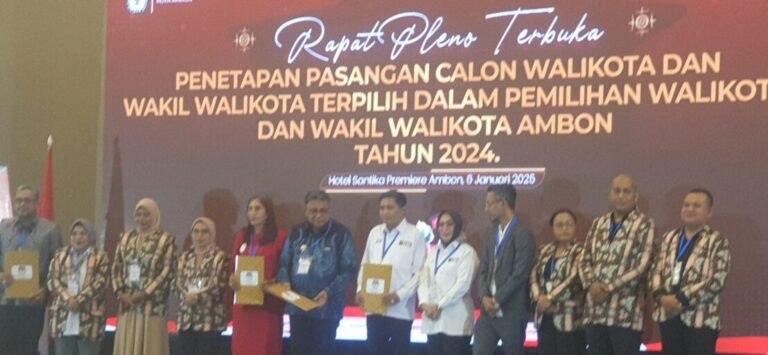 Rapat Pleno Terbuka
PENETAPAN PASANGAN CALON WALIKOTA DAN
WAKIL WALIKOTA TERPILIH DALAM PEMILIHAN WALIKOT
DAN WAKIL WALIKOTA AMBON
TAHUN 2024.
Hotel Santika Premiere Ambon, 6 Januari 2025